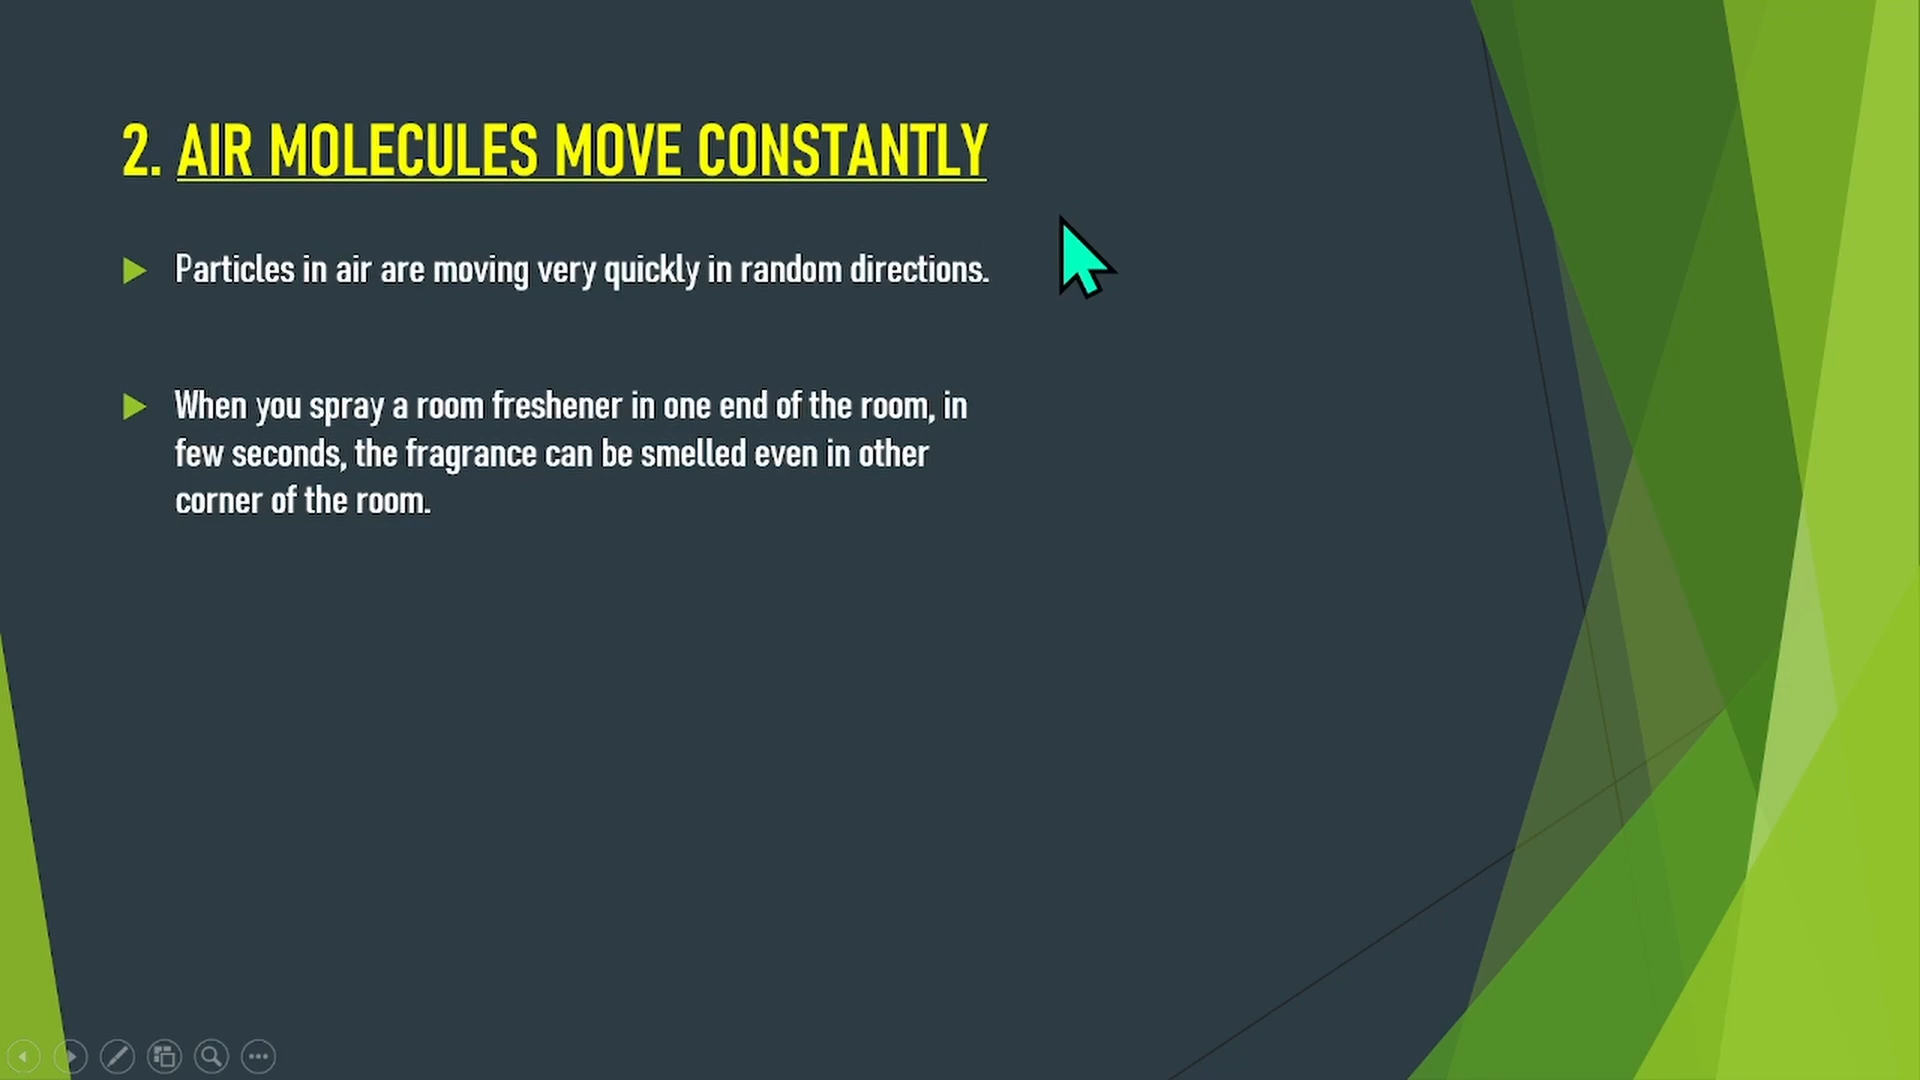 2. AIR MOLECULES MOVE CONSTANTLY
Particles in air are moving very quickly in random directions.
When you spray a room freshener in one end of the room, in
few seconds, the fragrance can be smelled even in other
corner of the room.